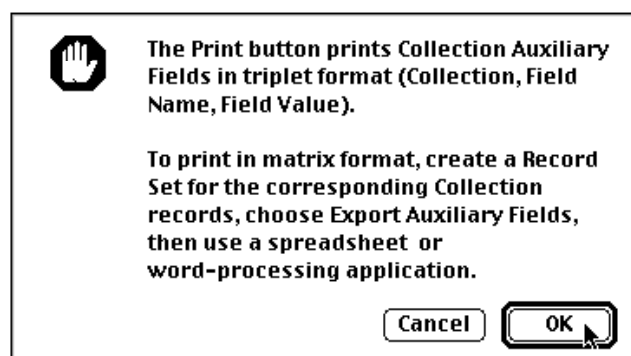 The Print button prints Collection Auxiliary
Fields in triplet format (Collection, Field
Name, Field Value).
To print in matrix format, create a Record
Set for the corresponding Collection
records, choose Export Auxiliary Fields,
then use a spreadsheet or
word-processing application.
Cancel OK